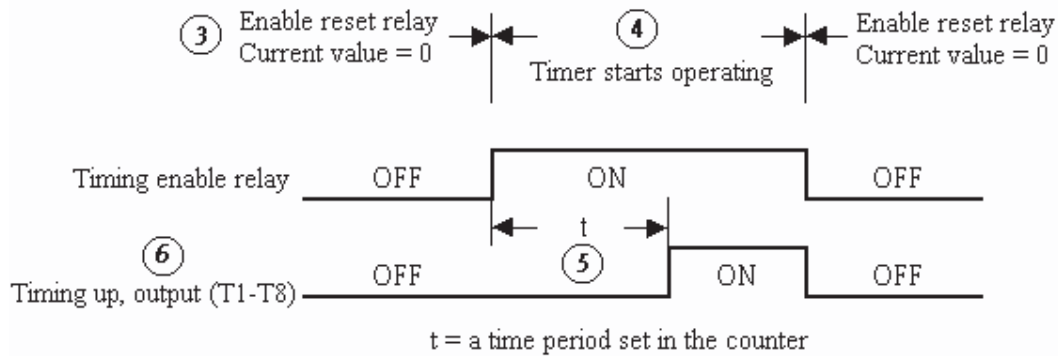 3 Enable reset relay
Current value = 0
4
Timer starts operating
Enable reset relay
Current value = 0
Timing enable relay
OFF
ON
OFF
t
5
6
Timing up, output (T1-T8)
OFF
ON
OFF
t = a time period set in the counter